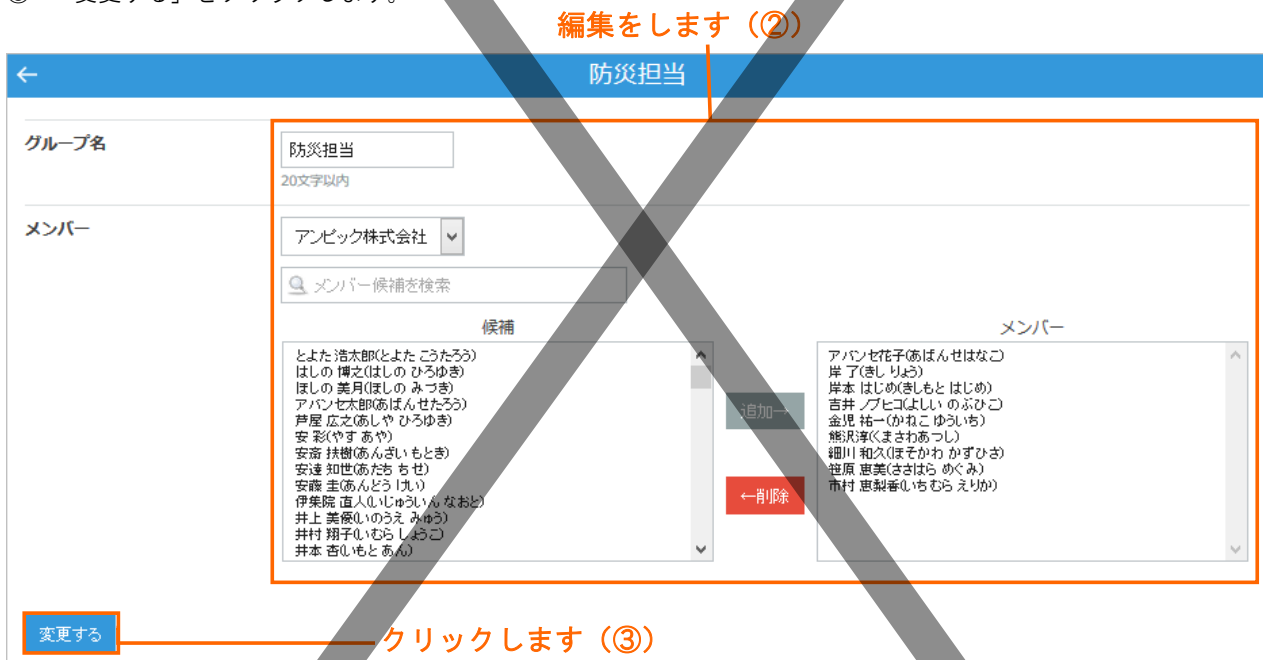 変更する」をクリックします。
編集をします（②）
←
防災担当
グループ名
防災担当
20文字以内
メンバー
アンピック株式会社
メンバー候補を検索
候補
メンバー
とよた 浩太郎(とよた こうたろう)
はしの 博之(はしの ひろゆき)
ほしの 美月(ほしの みづき)
アバンセ太郎(あばんせたろう)
芦屋 広之(あしや ひろゆき)
安 彩(やす あや)
安斎 扶樹(あんざい もとき)
安達 知世(あだち ちせ)
安藤 圭(あんどう けい)
伊集院 直人(いじゅういん なおと)
井上 美優(いのうえ みゅう)
井村 翔子(いむら しょうこ)
井本 杏(いもと あん)
追加→
←削除
アバンセ花子(あばんせはなこ)
岸 了(きし りょう)
岸本 はじめ(きしもと はじめ)
吉井 ノブヒコ(よしい のぶひこ)
金児 祐一(かねこ ゆういち)
熊沢淳(くまさわあつし)
細川 和久(ほそかわ かずひさ)
笹原 恵美(ささはら めぐみ)
市村 恵梨香(いちむら えりか)
変更する
クリックします（③）